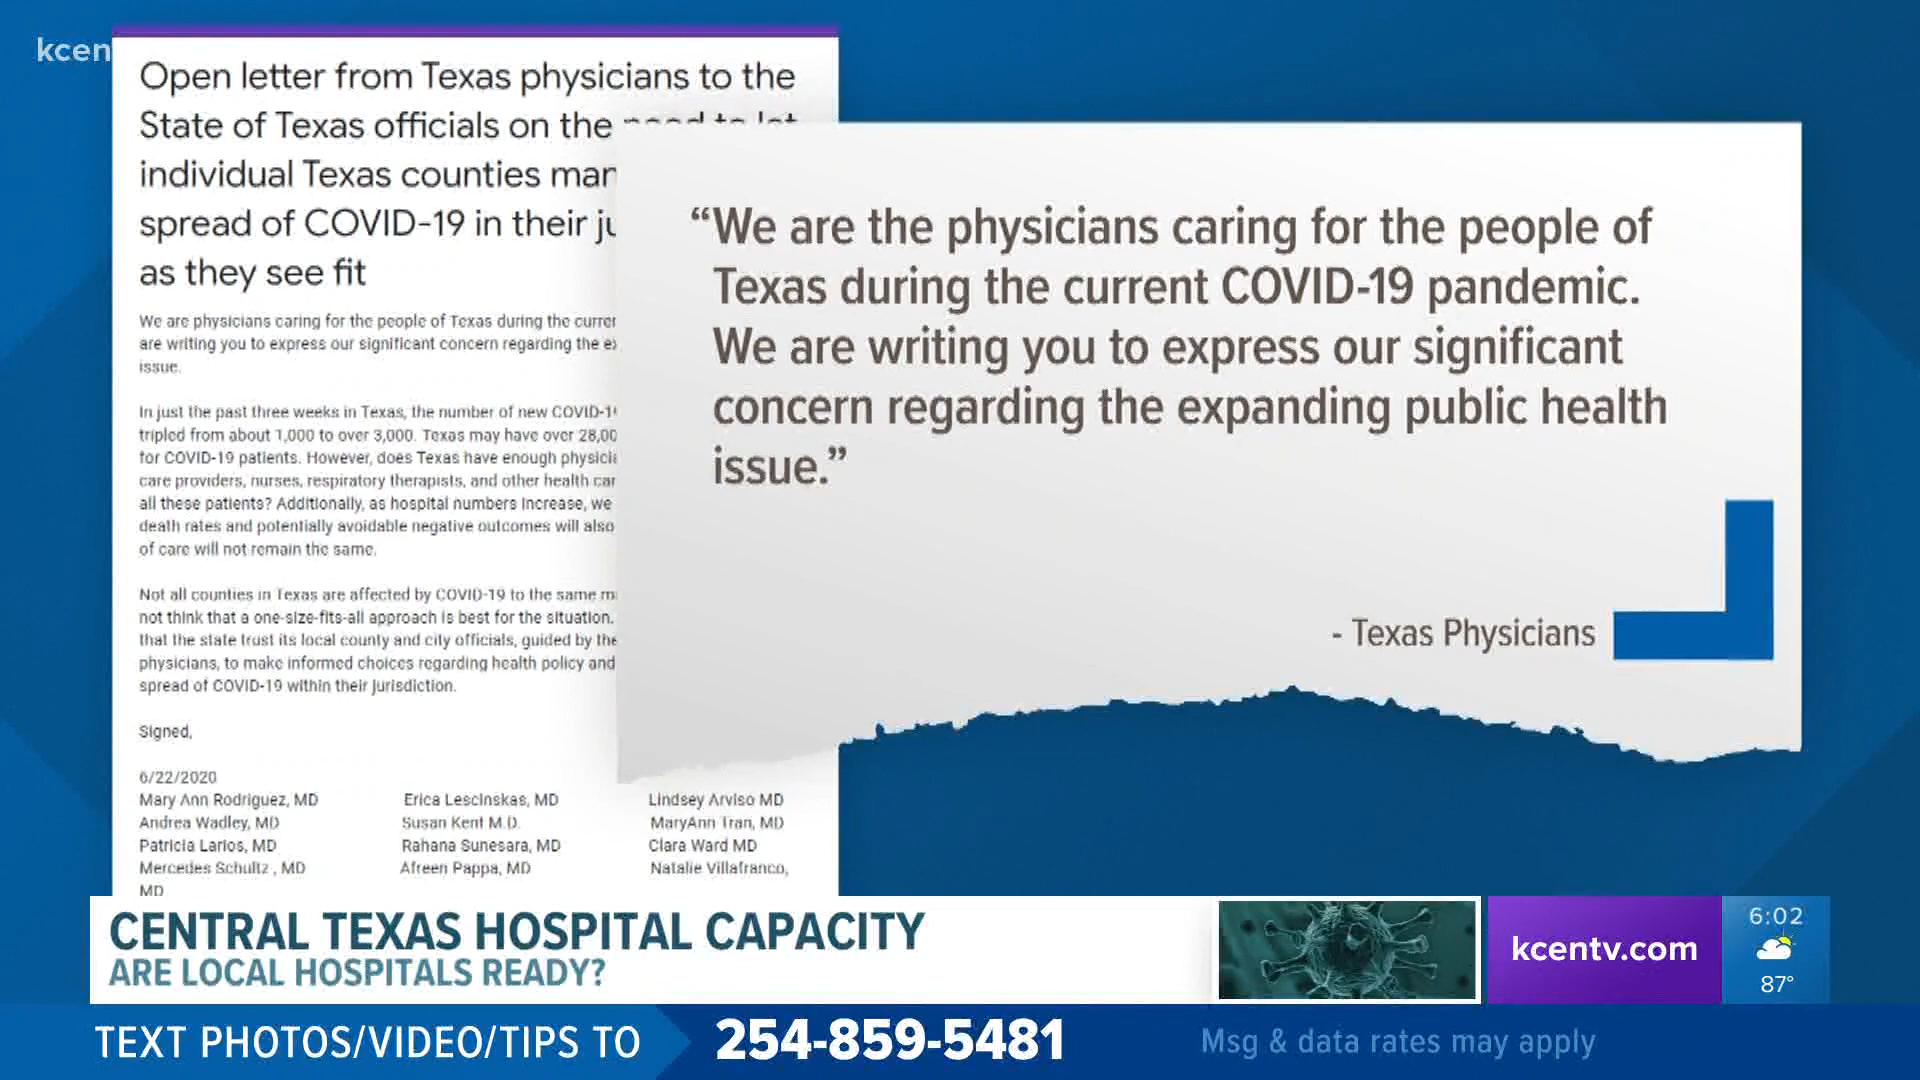 kcen
Open letter from Texas physicians to the
State of Texas officials on the need to let
individual Texas counties man
spread of COVID-19 in their ju
as they see fit
We are physicians caring for the people of Texas during the curre
are writing you to express our significant concern regarding the e
issue.
In just the past three weeks in Texas, the number of new COVID-1
tripled from about 1,000 to over 3,000. Texas may have over 28,00
for COVID-19 patients. However, does Texas have enough physici
care providers, nurses, respiratory therapists, and other health car
all these patients? Additionally, as hospital numbers increase, we
death rates and potentially avoidable negative outcomes will also
of care will not remain the same.
Not all counties in Texas are affected by COVID-19 to the same m
not think that a one-size-fits-all approach is best for the situation.
that the state trust its local county and city officials, guided by the
physicians, to make informed choices regarding health policy and
spread of COVID-19 within their jurisdiction.
Signed,
6/22/2020
Mary Ann Rodriguez, MD Erica Lescinskas, MD Lindsey Arviso MD
Andrea Wadley, MD Susan Kent M.D. MaryAnn Tran, MD
Patricia Larios, MD Rahana Sunesara, MD Clara Ward MD
Mercedes Schultz , MD Afreen Pappa, MD Natalie Villafranco,
MD
“We are the physicians caring for the people of
Texas during the current COVID-19 pandemic.
We are writing you to express our significant
concern regarding the expanding public health
issue.”
- Texas Physicians
CENTRAL TEXAS HOSPITAL CAPACITY
ARE LOCAL HOSPITALS READY?
kcentv.com
6:02
87°
TEXT PHOTOS/VIDEO/TIPS TO 254-859-5481 Msg & data rates may apply